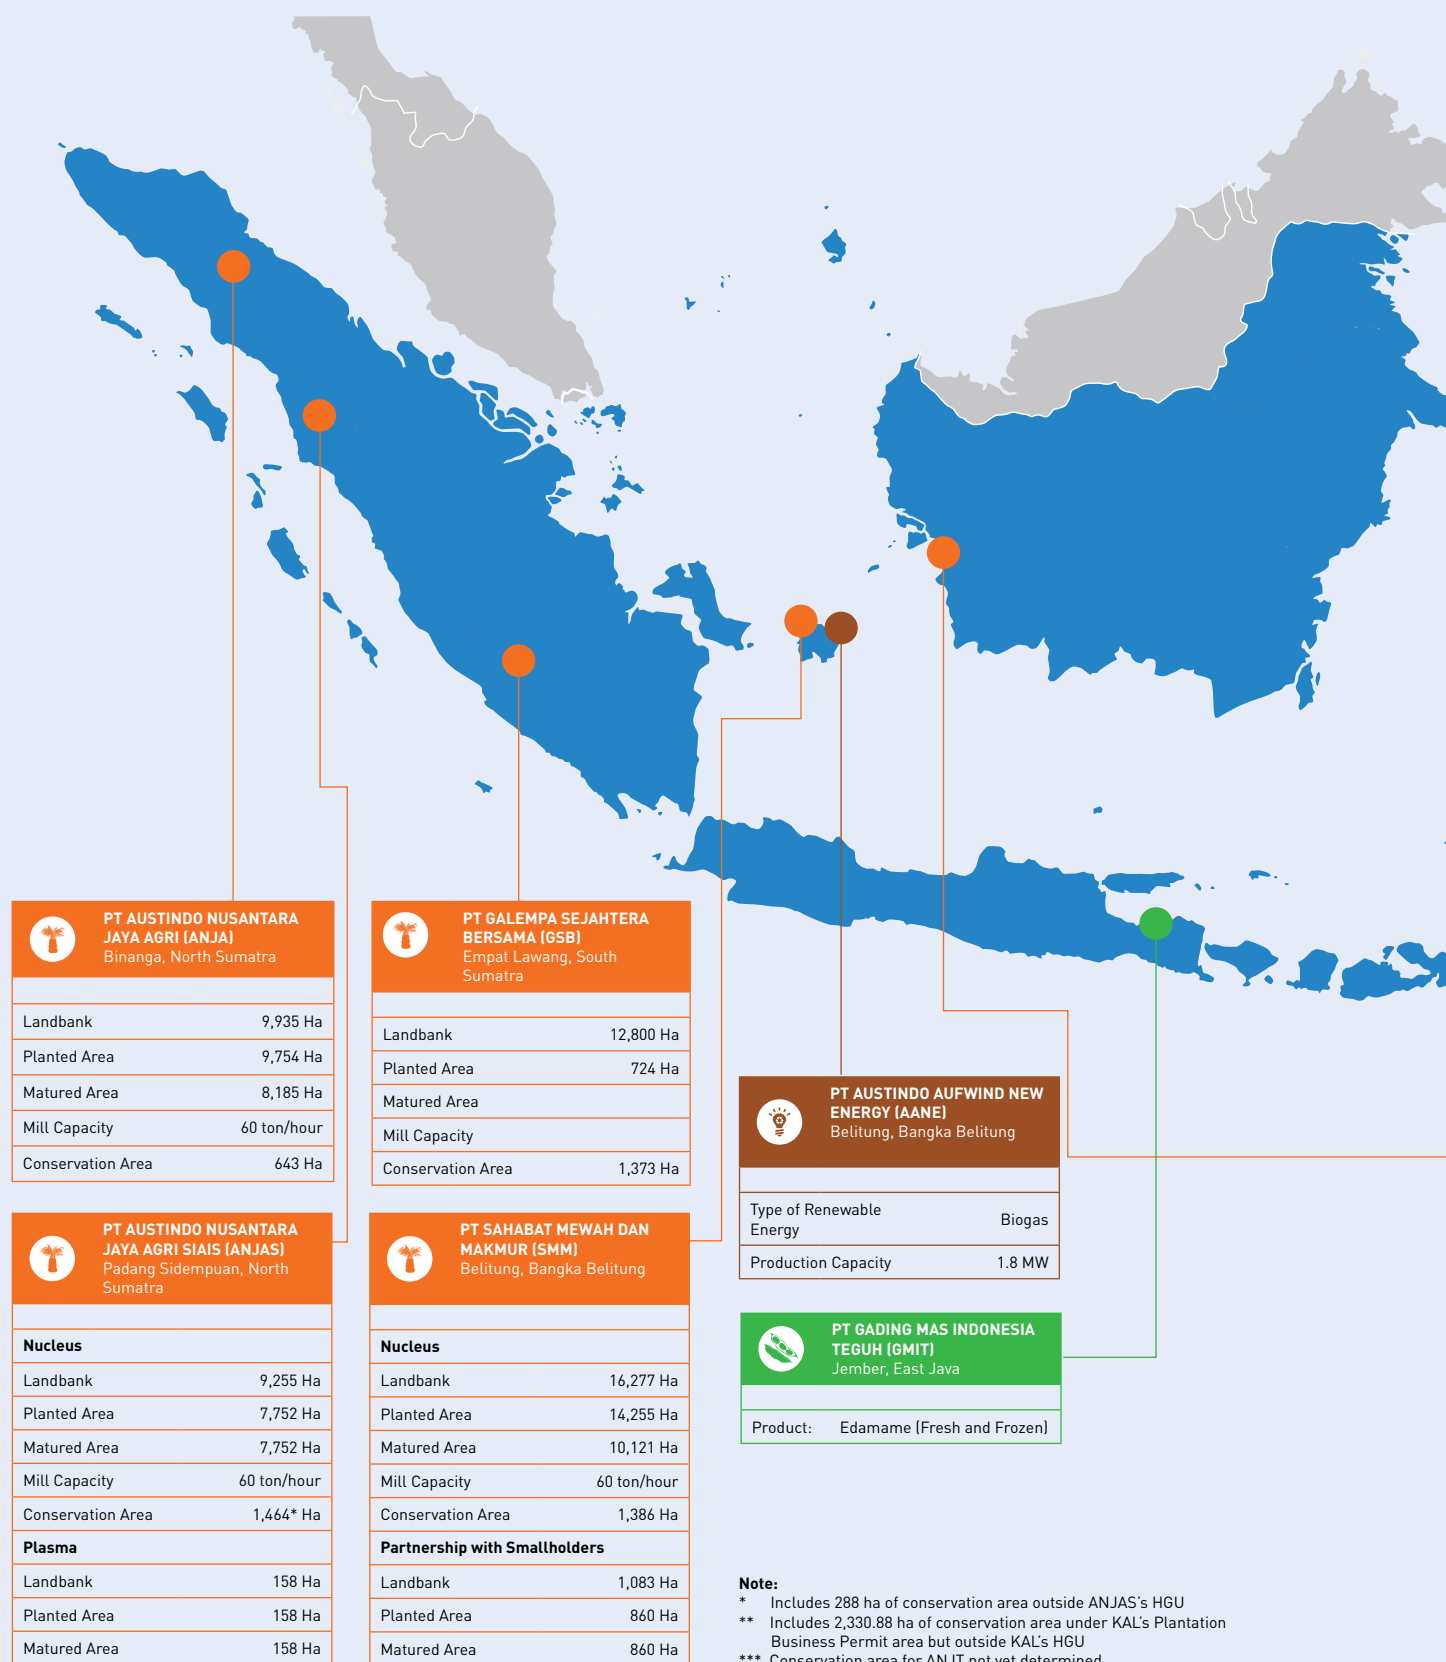 PT AUSTINDO NUSANTARA
JAYA AGRI (ANJA)
Binanga, North Sumatra
Landbank 9,935 Ha
Planted Area 9,754 Ha
Matured Area 8,185 Ha
Mill Capacity 60 ton/hour
Conservation Area 643 Ha
PT GALEMPA SEJAHTERA
BERSAMA (GSB)
Empat Lawang, South
Sumatra
Landbank 12,800 Ha
Planted Area 724 Ha
Matured Area
Mill Capacity
Conservation Area 1,373 Ha
PT AUSTINDO NUSANTARA
JAYA AGRI SIAIS (ANJAS)
Padang Sidempuan, North
Sumatra
Nucleus
Landbank 9,255 Ha
Planted Area 7,752 Ha
Matured Area 7,752 Ha
Mill Capacity 60 ton/hour
Conservation Area 1,464* Ha
Plasma
Landbank 158 Ha
Planted Area 158 Ha
Matured Area 158 Ha
PT SAHABAT MEWAH DAN
MAKMUR (SMM)
Belitung, Bangka Belitung
Nucleus
Landbank 16,277 Ha
Planted Area 14,255 Ha
Matured Area 10,121 Ha
Mill Capacity 60 ton/hour
Conservation Area 1,386 Ha
Partnership with Smallholders
Landbank 1,083 Ha
Planted Area 860 Ha
Matured Area 860 Ha
PT AUSTINDO AUFWIND NEW
ENERGY (AANE)
Belitung, Bangka Belitung
Type of Renewable
Energy Biogas
Production Capacity 1.8 MW
PT GADING MAS INDONESIA
TEGUH (GMIT)
Jember, East Java
Product: Edamame (Fresh and Frozen)
Note:
* Includes 288 ha of conservation area outside ANJAS's HGU
** Includes 2,330.88 ha of conservation area under KAL's Plantation
Business Permit area but outside KAL's HGU
*** Conservation area for ANJT not yet determined